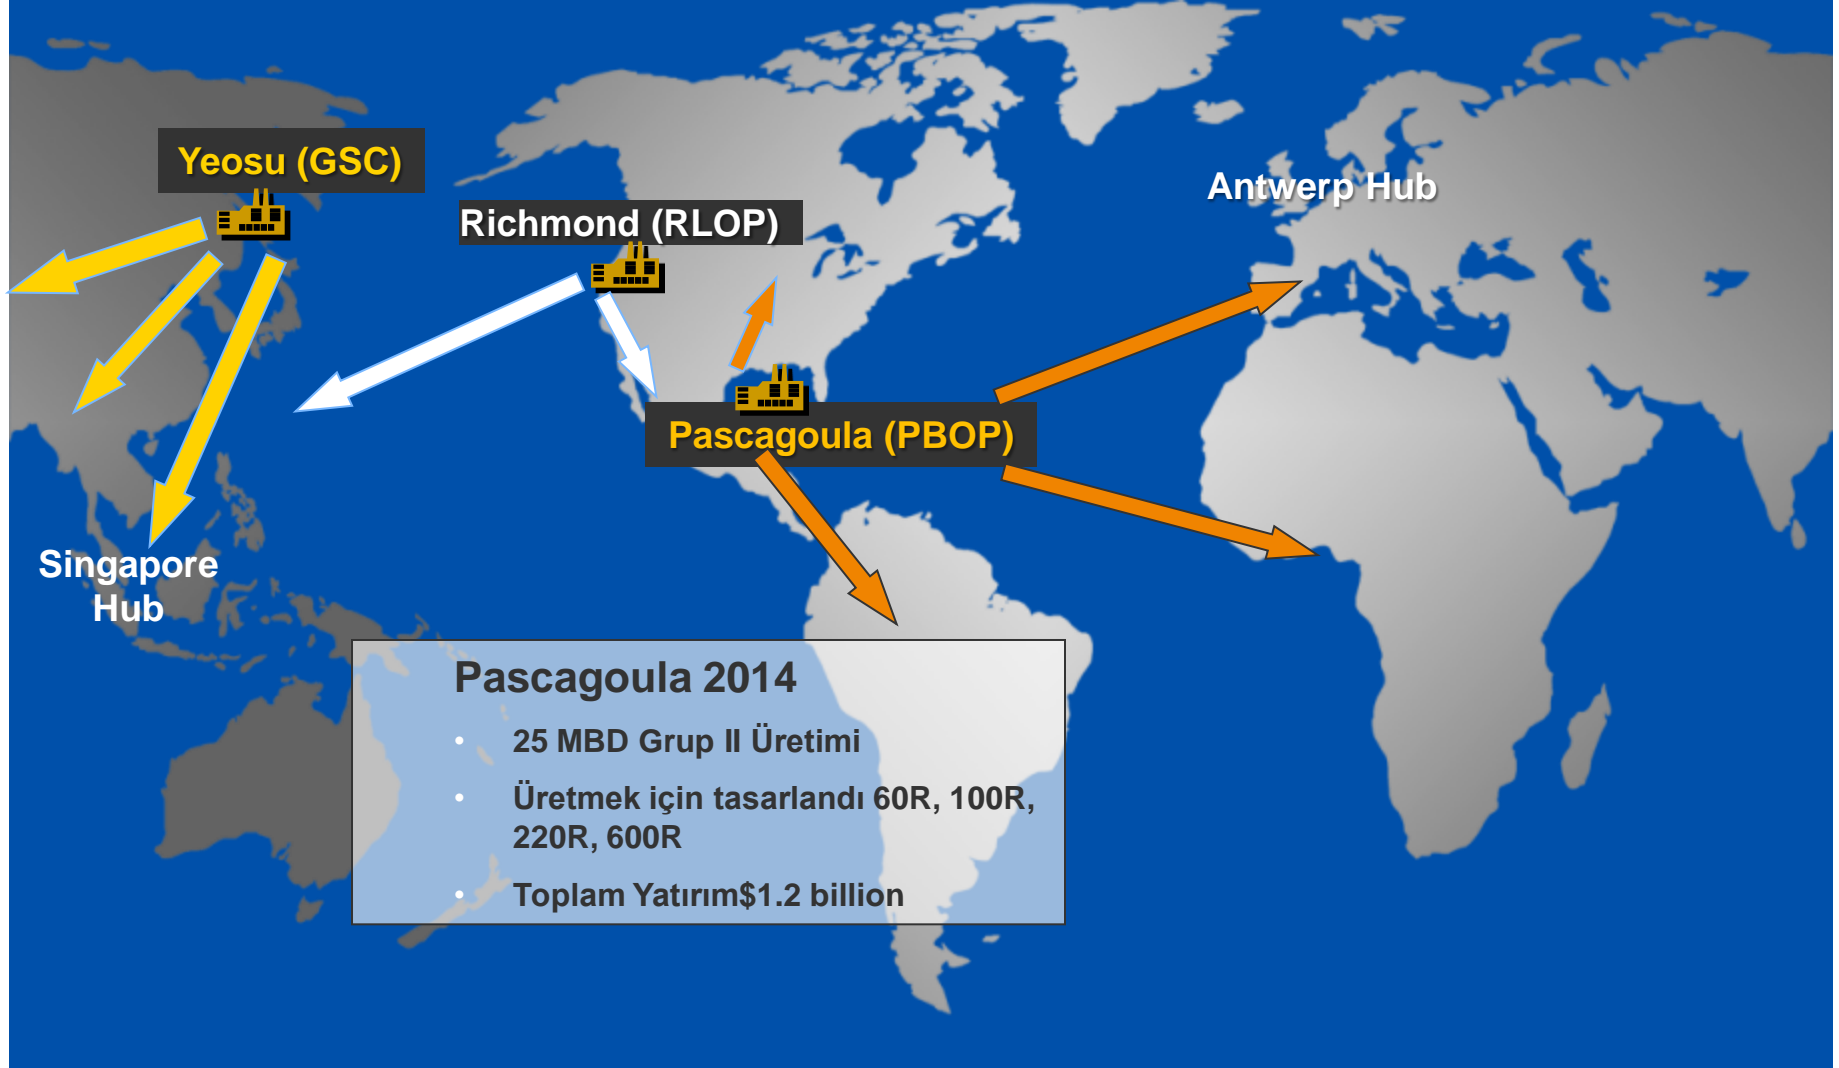 Yeosu (GSC)
Richmond (RLOP)
Antwerp Hub
Pascagoula (PBOP)
Singapore
Hub
Pascagoula 2014
• 25 MBD Grup II Üretimi
• Üretmek için tasarlandı 60R, 100R,
220R, 600R
• Toplam Yatırım$1.2 billion